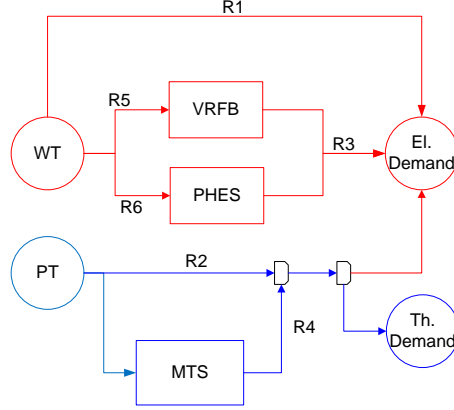 R1
R5
VRFB
WT
R3
El.
Demand
R6
PHES
PT
R2
R4
Th.
Demand
MTS